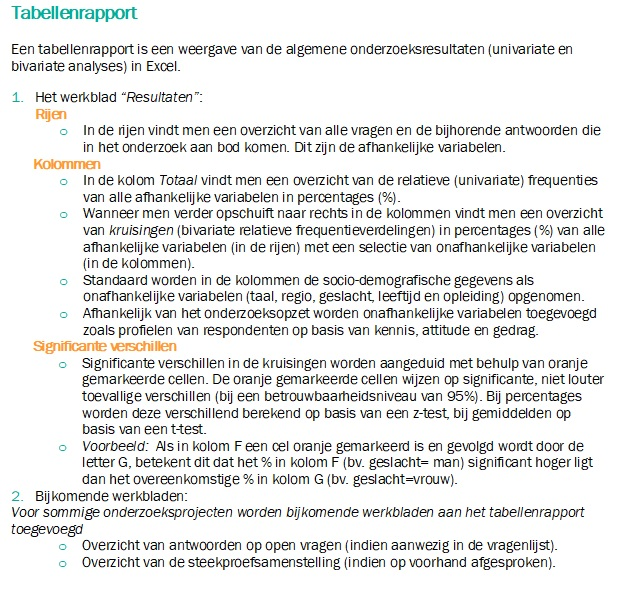 Tabellenrapport
Een tabellenrapport is een weergave van de algemene onderzoeksresultaten (univariate en
bivariate analyses) in Excel.
1. Het werkblad “Resultaten”:
Rijen
o In de rijen vindt men een overzicht van alle vragen en de bijhorende antwoorden die
in het onderzoek aan bod komen. Dit zijn de afhankelijke variabelen.
Kolommen
o In de kolom Totaal vindt men een overzicht van de relatieve (univariate) frequenties
van alle afhankelijke variabelen in percentages (%).
o Wanneer men verder opschuift naar rechts in de kolommen vindt men een overzicht
van kruisingen (bivariate relatieve frequentieverdelingen) in percentages (%) van alle
afhankelijke variabelen (in de rijen) met een selectie van onafhankelijke variabelen
(in de kolommen).
o Standaard worden in de kolommen de socio-demografische gegevens als
onafhankelijke variabelen (taal, regio, geslacht, leeftijd en opleiding) opgenomen.
o Afhankelijk van het onderzoeksopzet worden onafhankelijke variabelen toegevoegd
zoals profielen van respondenten op basis van kennis, attitude en gedrag.
Significante verschillen
o Significante verschillen in de kruisingen worden aangeduid met behulp van oranje
gemarkeerde cellen. De oranje gemarkeerde cellen wijzen op significante, niet louter
toevallige verschillen (bij een betrouwbaarheidsniveau van 95%). Bij percentages
worden deze verschillend berekend op basis van een z-test, bij gemiddelden op
basis van een t-test.
o Voorbeeld: Als in kolom F een cel oranje gemarkeerd is en gevolgd wordt door de
letter G, betekent dit dat het % in kolom F (bv. geslacht= man) significant hoger ligt
dan het overeenkomstige % in kolom G (bv. geslacht=vrouw).
2. Bijkomende werkbladen:
Voor sommige onderzoeksprojecten worden bijkomende werkbladen aan het tabellenrapport
toegevoegd
o Overzicht van antwoorden op open vragen (indien aanwezig in de vragenlijst).
o Overzicht van de steekproefsamenstelling (indien op voorhand afgesproken).